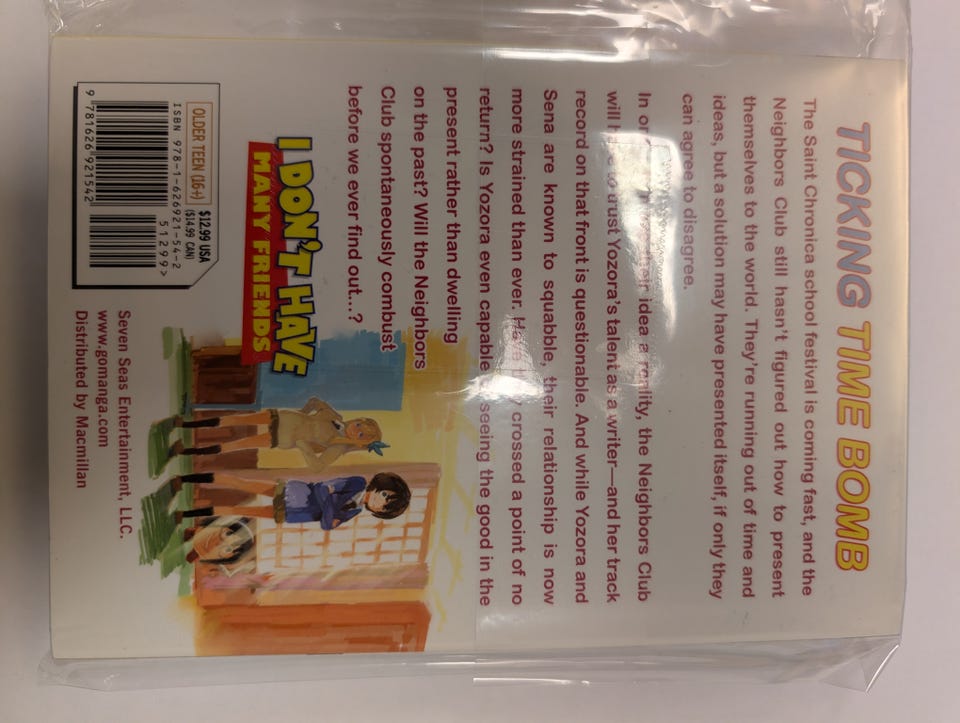 TICKING TIME BOMB
The Saint Chronica school festival is coming fast, and the
Neighbors Club still hasn't figured out how to present
themselves to the world. They're running out of time and
ideas, but a solution may have presented itself, if only they
can agree to disagree.
In idea a reality, the Neighbors Club
will have to trust Yozora's talent as a writer—and her track
record on that front is questionable. And while Yozora and
Sena are known to squabble, their relationship is now
more strained than ever. crossed a point of no
return? Is Yozora even capable seeing the good in the
present rather than dwelling
on the past? Will the Neighbors
Club spontaneously combust
before we ever find out...?
I DON'T HAVE
MANY FRIENDS
OLDER TEEN (16+)
$12.99 USA
($14.99 CAN)
ISBN 978-1-626921-54-2
51299>
9 781626 921542
Seven Seas Entertainment, LLC.
www.gomanga.com
Distributed by Macmillan